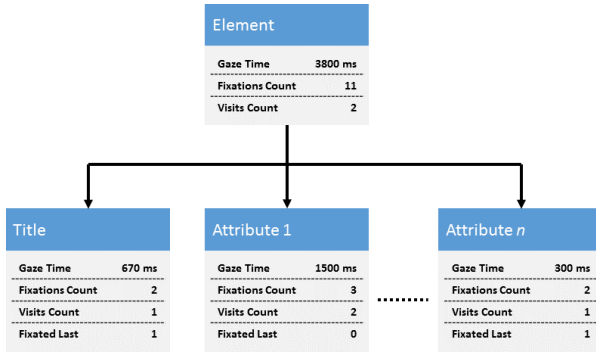 Element
Gaze Time 3800 ms
Fixations Count 11
Visits Count 2
Title
Gaze Time 670 ms
Fixations Count 2
Visits Count 1
Fixated Last 1
Attribute 1
Gaze Time 1500 ms
Fixations Count 3
Visits Count 2
Fixated Last 0
Attribute n
Gaze Time 300 ms
Fixations Count 2
Visits Count 1
Fixated Last 1